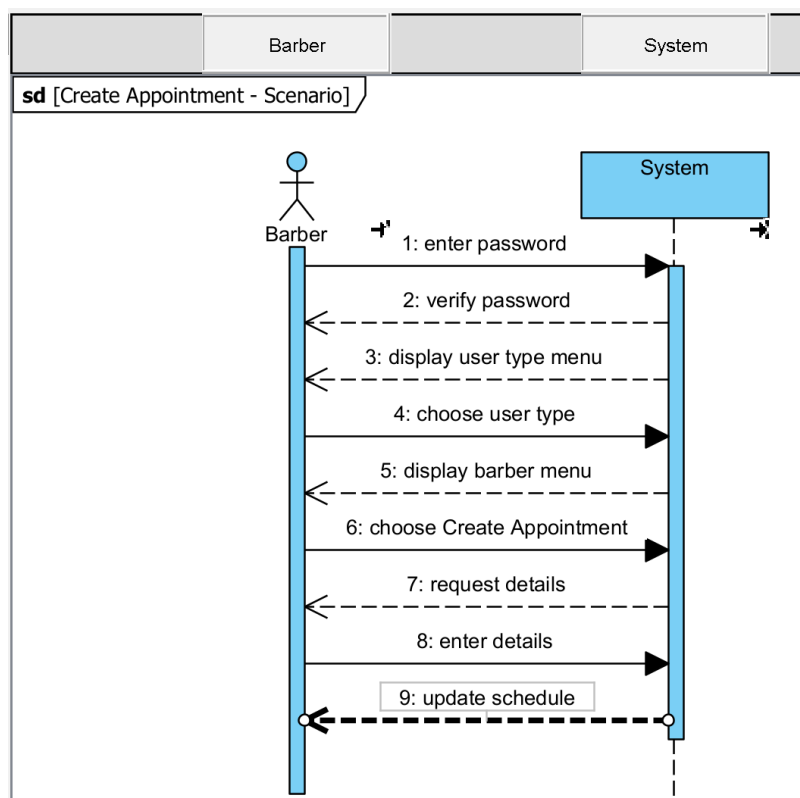 Barber
System
sd [Create Appointment - Scenario]
System
Barber
1: enter password
2: verify password
3: display user type menu
4: choose user type
5: display barber menu
6: choose Create Appointment
7: request details
8: enter details
9: update schedule